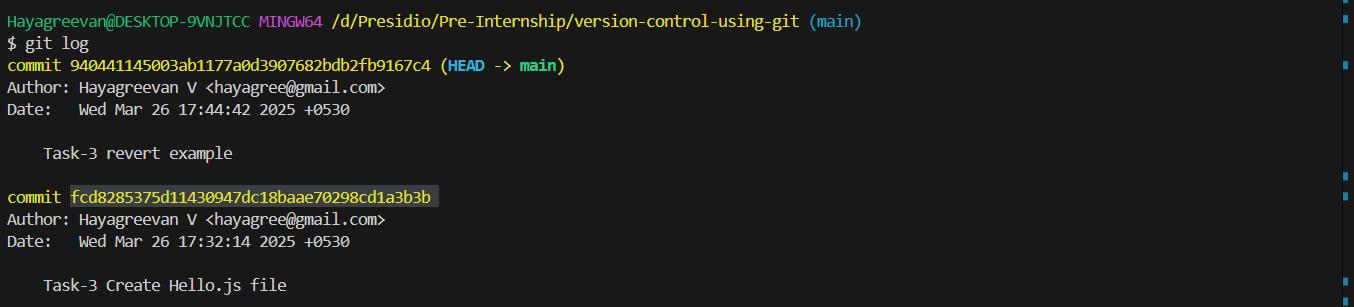 Hayagreevan@DESKTOP-9VNJTCC MINGW64 /d/Presidio/Pre-Internship/version-control-using-git (main)
$ git log
commit 940441145003ab1177a0d3907682bdb2fb9167c4 (HEAD -> main)
Author: Hayagreevan V <hayagree@gmail.com>
Date:   Wed Mar 26 17:44:42 2025 +0530
    Task-3 revert example
commit fcd8285375d11430947dc18baae70298cd1a3b3b
Author: Hayagreevan V <hayagree@gmail.com>
Date:   Wed Mar 26 17:32:14 2025 +0530
    Task-3 Create Hello.js file